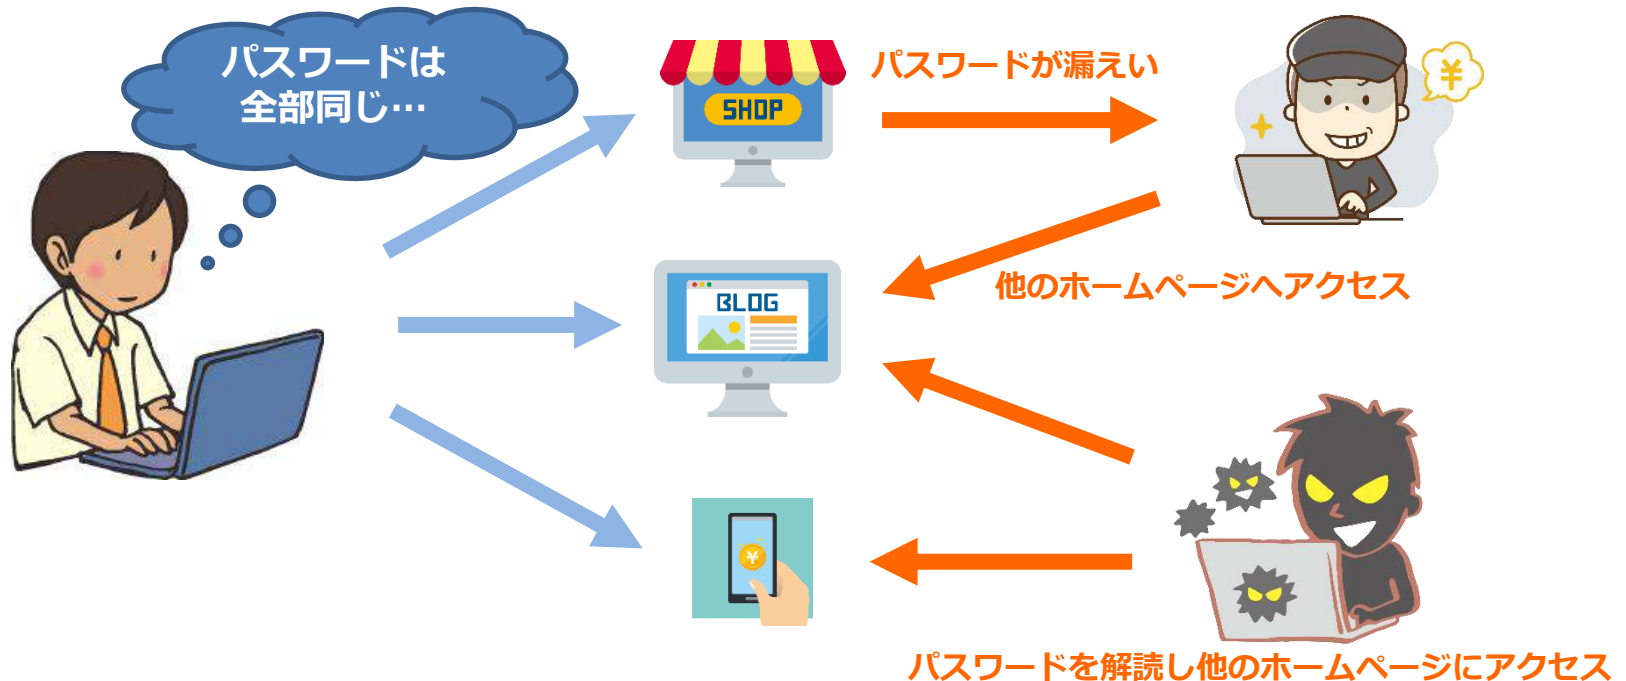 パスワードは
全部同じ…
SHOP
パスワードが漏えい
¥
BLOG
他のホームページへアクセス
¥
パスワードを解読し他のホームページにアクセス